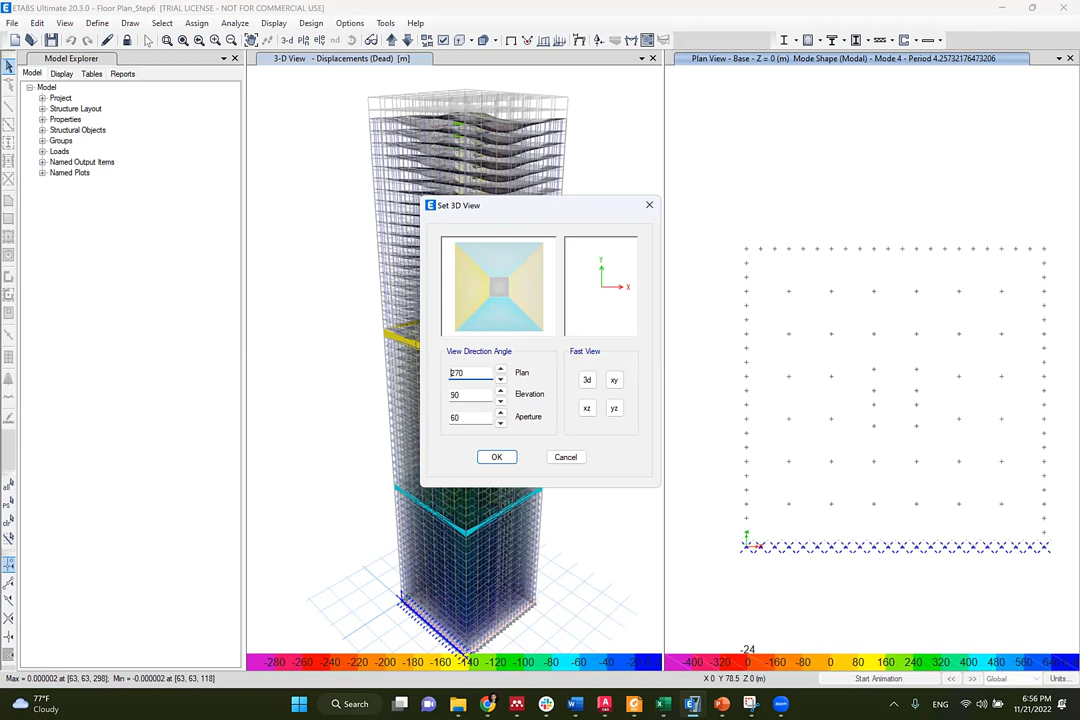 ETABS Ultimate 20.3.0 - Floor Plan_Step6 [TRIAL LICENSE - NOT FOR COMMERCIAL USE]
File Edit View Define Draw Select Assign Analyze Display Design Options Tools Help
3-d
Model Explorer
3-D View - Displacements (Dead) [m]
Plan View - Base - Z = 0 (m) Mode Shape (Modal) - Mode 4 - Period 4.25732176473206
Model Display Tables Reports
Model
Project
Structure Layout
Properties
Structural Objects
Groups
Loads
Named Output Items
Named Plots
Set 3D View
Y
X
View Direction Angle
Fast View
270 Plan
3d xy
90 Elevation
xz yz
60 Aperture
OK Cancel
all
PS
clr
-24
-280 -260 -240 -220 -200 -180 -160 -140 -120 -100 -80 -60 -40 -20
-400 -320 -240 -160 -80 0 80 160 240 320 400 480 560
Max = 0.000002 at [63, 63, 298]; Min = -0.000002 at [63, 63, 118]
X 0 Y 78.5 Z 0 (m)
Start Animation
<< >>
Global
Units...
77°F
Cloudy
Search
ENG
6:56 PM
11/21/2022